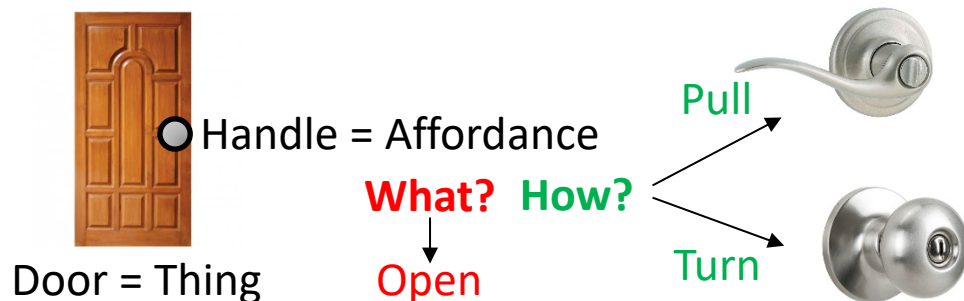 Pull
Handle = Affordance
What? How?
Door = Thing
Open
Turn